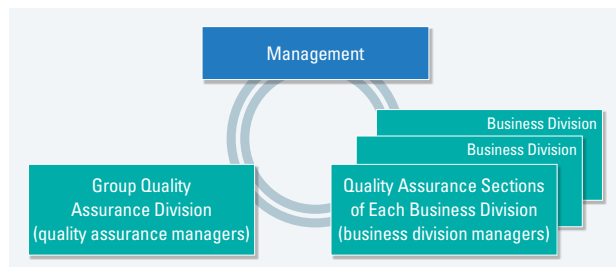 Management
Business Division
Business Division
Group Quality
Assurance Division
(quality assurance managers)
Quality Assurance Sections
of Each Business Division
(business division managers)